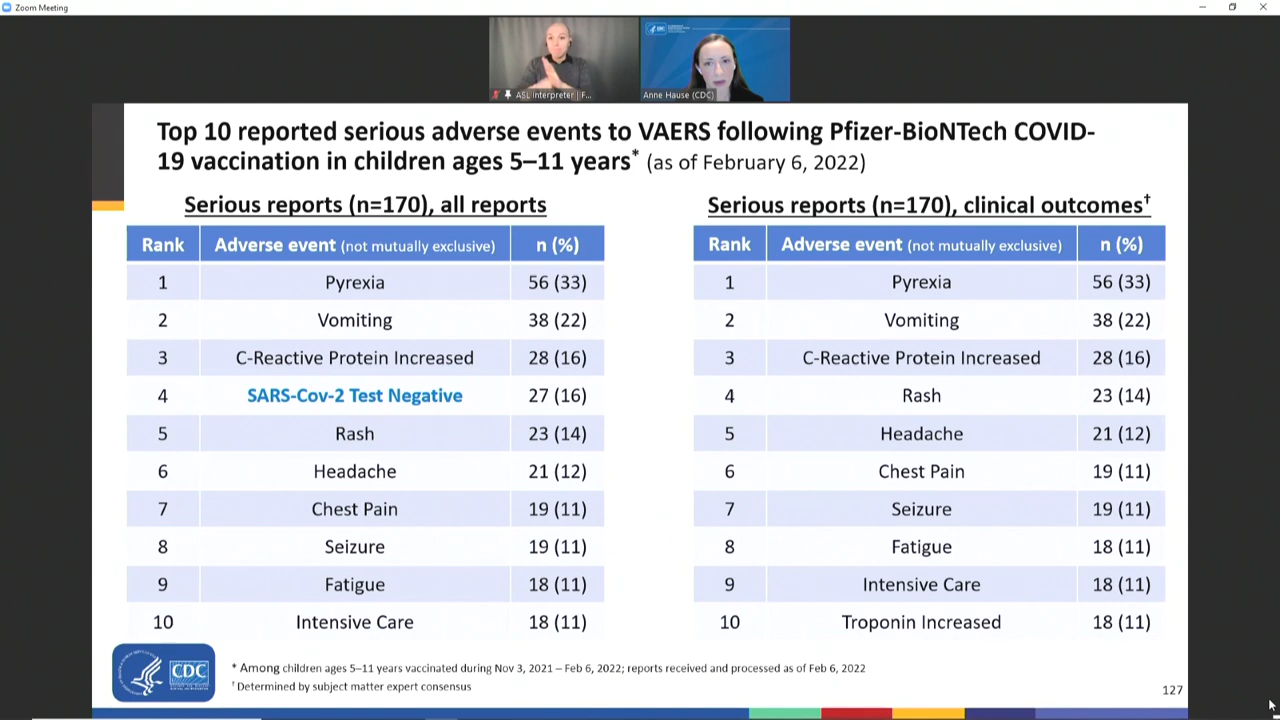 Zoom Meeting
ASL Interpreter | F...
Anne Hause (CDC)
Top 10 reported serious adverse events to VAERS following Pfizer-BioNTech COVID-
19 vaccination in children ages 5–11 years* (as of February 6, 2022)
Serious reports (n=170), all reports
Rank Adverse event (not mutually exclusive) n (%)
1 Pyrexia 56 (33)
2 Vomiting 38 (22)
3 C-Reactive Protein Increased 28 (16)
4 SARS-Cov-2 Test Negative 27 (16)
5 Rash 23 (14)
6 Headache 21 (12)
7 Chest Pain 19 (11)
8 Seizure 19 (11)
9 Fatigue 18 (11)
10 Intensive Care 18 (11)
Serious reports (n=170), clinical outcomes†
Rank Adverse event (not mutually exclusive) n (%)
1 Pyrexia 56 (33)
2 Vomiting 38 (22)
3 C-Reactive Protein Increased 28 (16)
4 Rash 23 (14)
5 Headache 21 (12)
6 Chest Pain 19 (11)
7 Seizure 19 (11)
8 Fatigue 18 (11)
9 Intensive Care 18 (11)
10 Troponin Increased 18 (11)
CDC
* Among children ages 5–11 years vaccinated during Nov 3, 2021 – Feb 6, 2022; reports received and processed as of Feb 6, 2022
† Determined by subject matter expert consensus
127